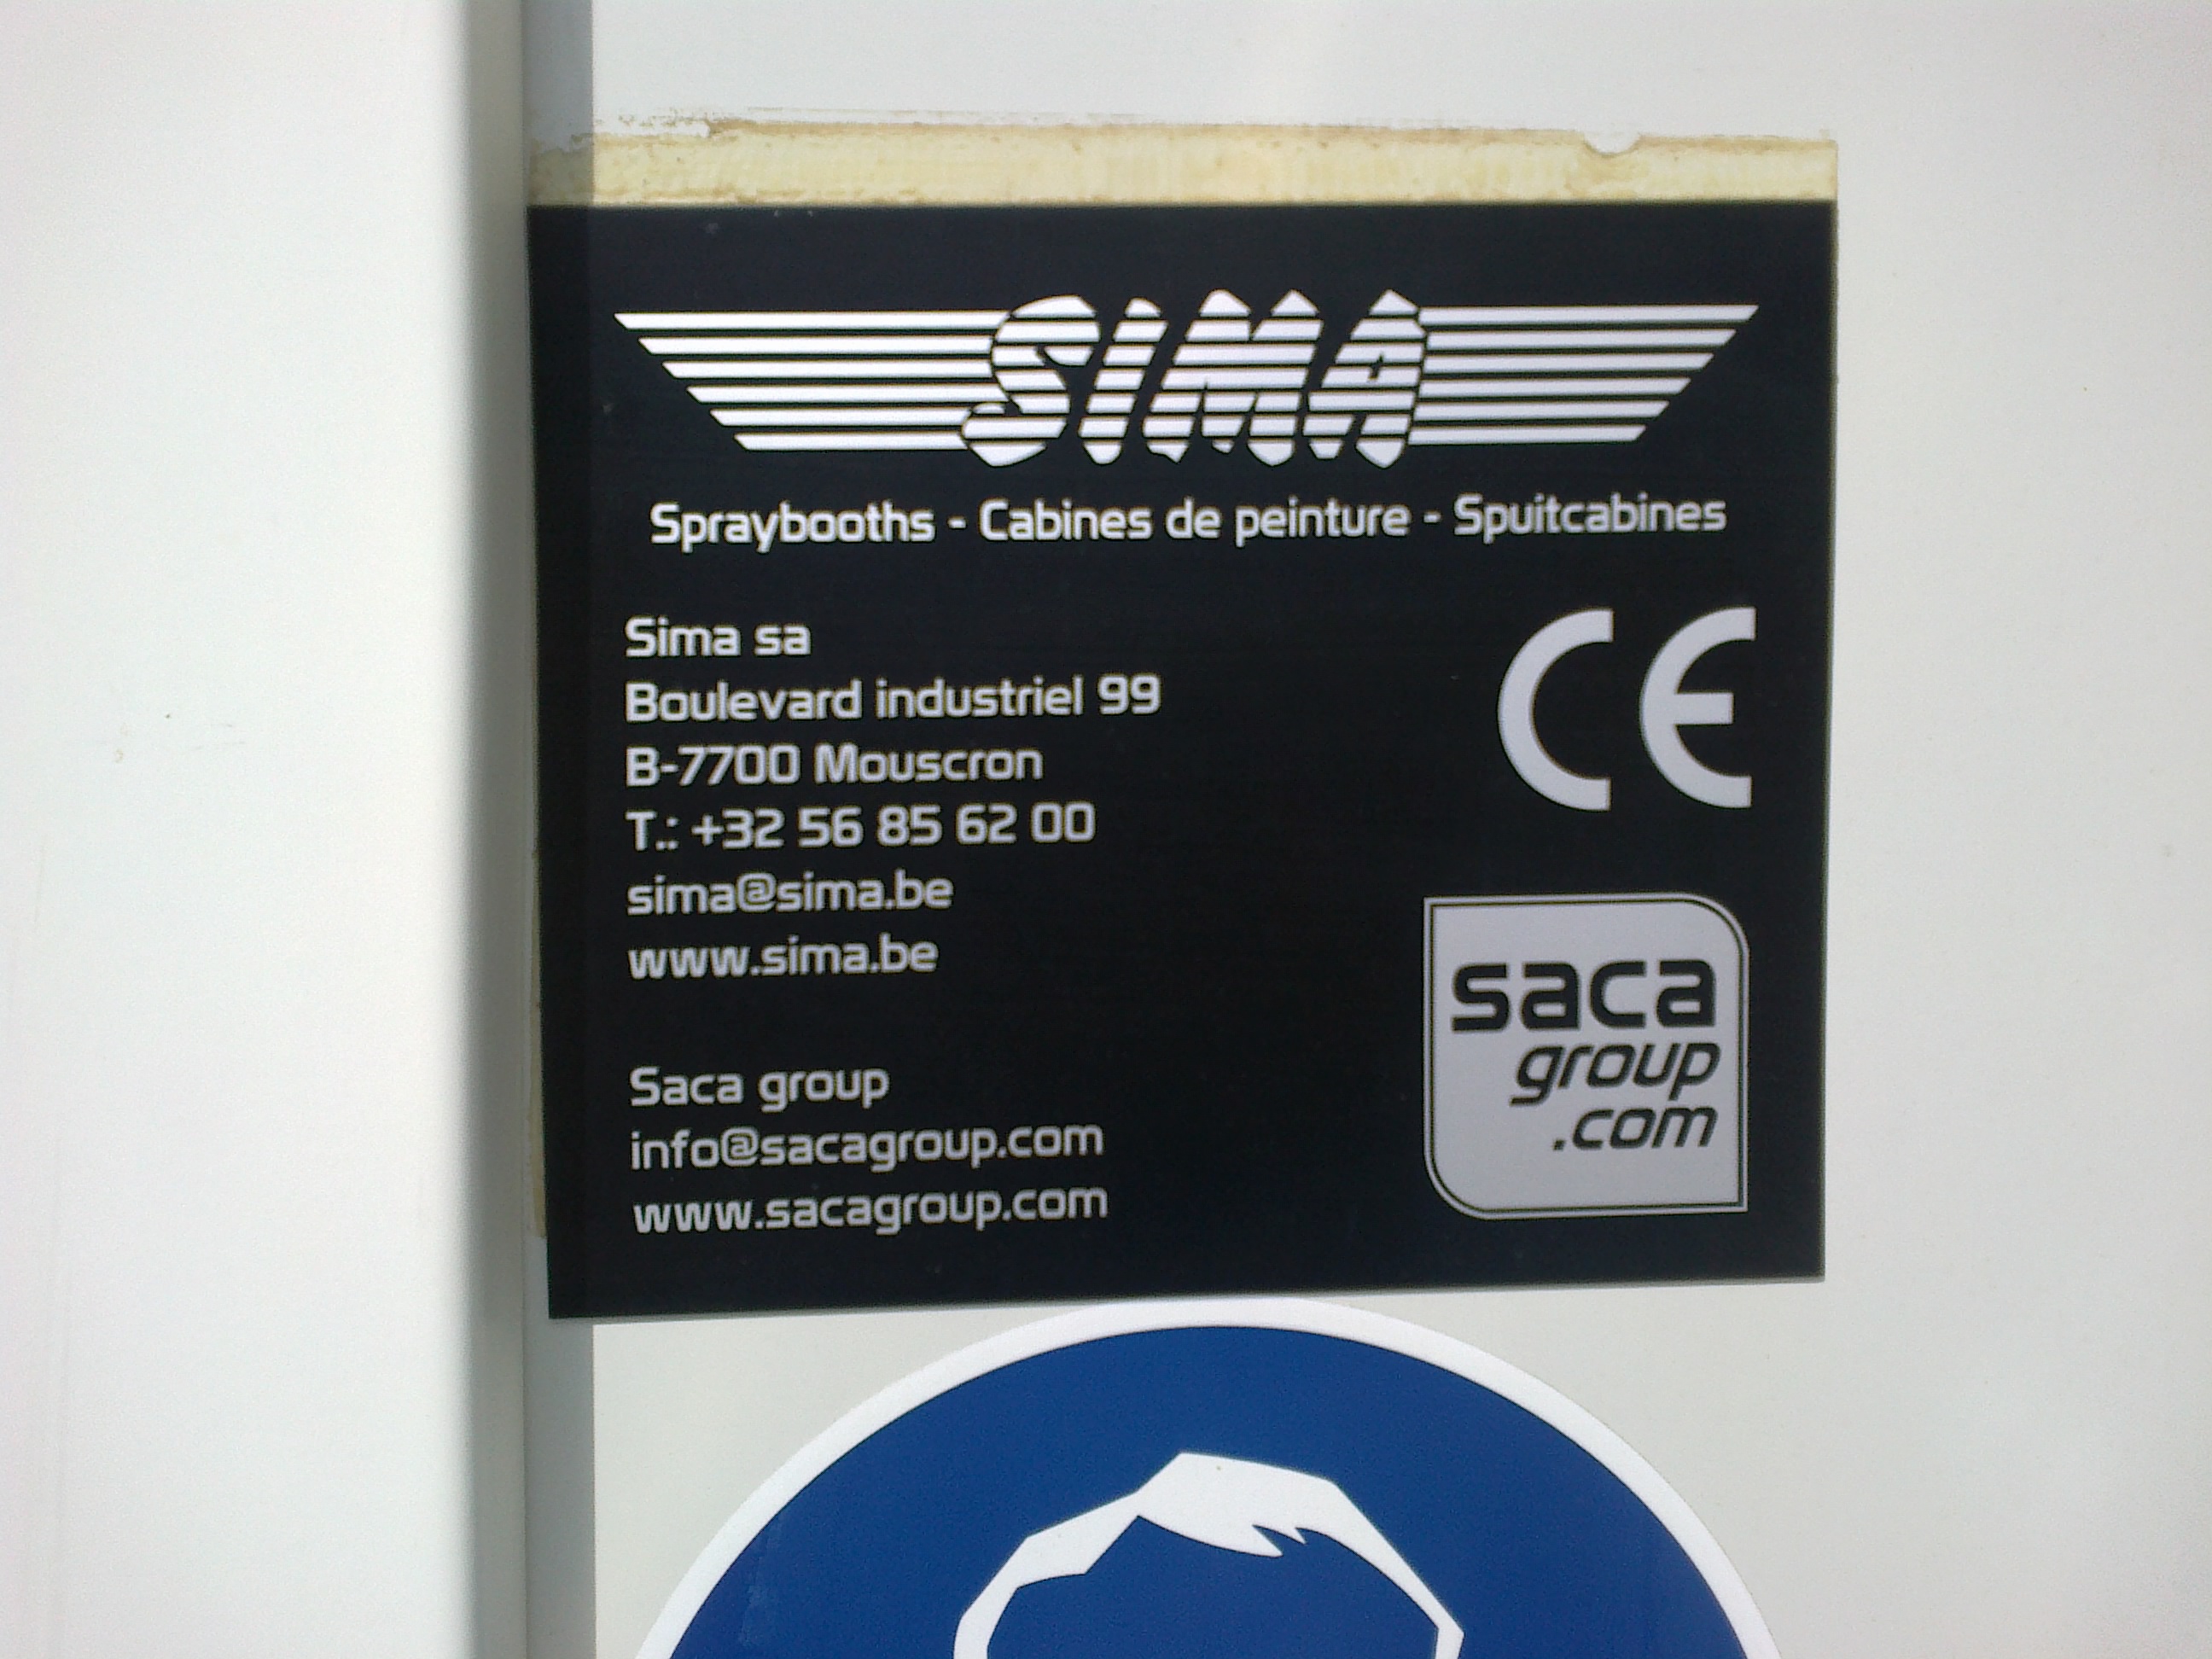 SIMA
Spraybooths - Cabines de peinture - Spuitcabines
Sima sa
Boulevard industriel 99
B-7700 Mouscron
T.: +32 56 85 62 00
sima@sima.be
www.sima.be
CE
Saca group
info@sacagroup.com
www.sacagroup.com
saca
group
.com